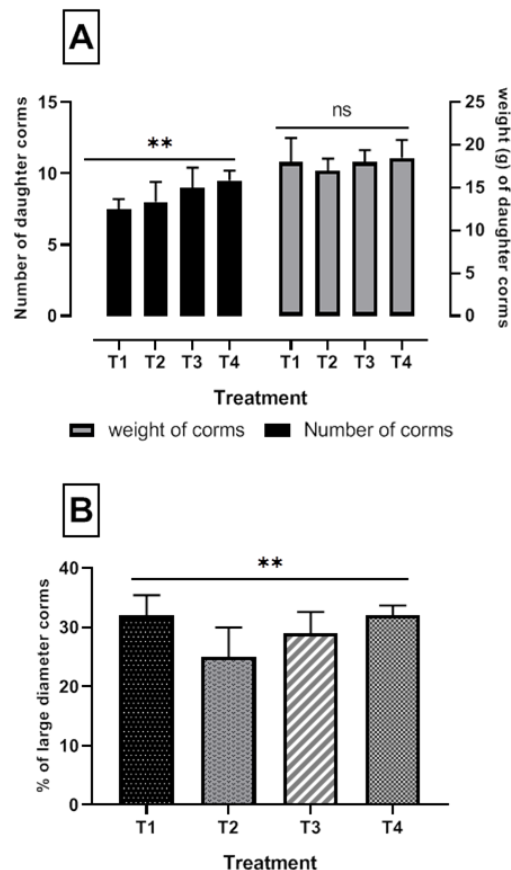 A
Number of daughter corms
weight (g) of daughter corms
15
10
5
0
**
ns
25
20
15
10
5
0
T1 T2 T3 T4 T1 T2 T3 T4
Treatment
weight of corms Number of corms
B
% of large diameter corms
40
30
20
10
0
**
T1 T2 T3 T4
Treatment